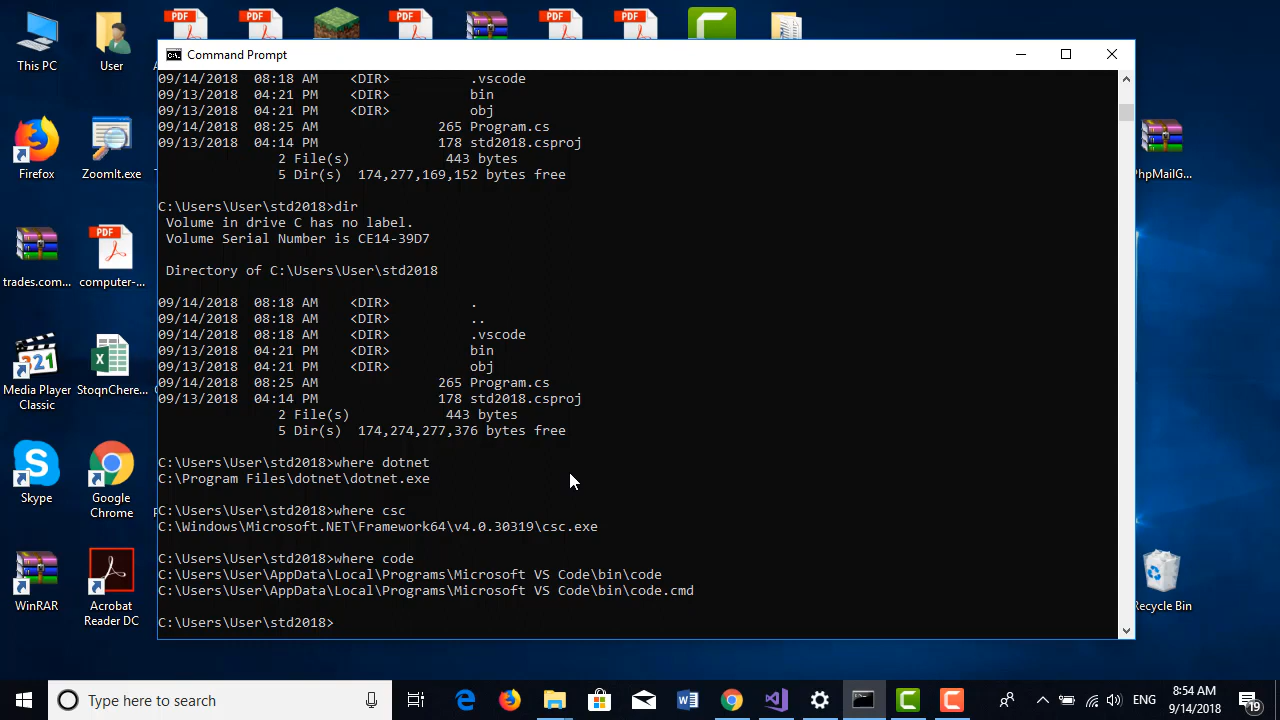 Command Prompt
09/14/2018  08:18 AM    <DIR>          .vscode
09/13/2018  04:21 PM    <DIR>          bin
09/13/2018  04:21 PM    <DIR>          obj
09/14/2018  08:25 AM               265 Program.cs
09/13/2018  04:14 PM               178 std2018.csproj
               2 File(s)            443 bytes
               5 Dir(s)  174,277,169,152 bytes free
C:\Users\User\std2018>dir
 Volume in drive C has no label.
 Volume Serial Number is CE14-39D7
 Directory of C:\Users\User\std2018
09/14/2018  08:18 AM    <DIR>          .
09/14/2018  08:18 AM    <DIR>          ..
09/14/2018  08:18 AM    <DIR>          .vscode
09/13/2018  04:21 PM    <DIR>          bin
09/13/2018  04:21 PM    <DIR>          obj
09/14/2018  08:25 AM               265 Program.cs
09/13/2018  04:14 PM               178 std2018.csproj
               2 File(s)            443 bytes
               5 Dir(s)  174,274,277,376 bytes free
C:\Users\User\std2018>where dotnet
C:\Program Files\dotnet\dotnet.exe
C:\Users\User\std2018>where csc
C:\Windows\Microsoft.NET\Framework64\v4.0.30319\csc.exe
C:\Users\User\std2018>where code
C:\Users\User\AppData\Local\Programs\Microsoft VS Code\bin\code
C:\Users\User\AppData\Local\Programs\Microsoft VS Code\bin\code.cmd
C:\Users\User\std2018>
This PC
User
Firefox
ZoomIt.exe
trades.com...
PDF
computer-...
321
Media Player
Classic
StoqnChere...
Skype
Google
Chrome
WinRAR
Acrobat
Reader DC
PDF
PDF
PDF
PDF
PDF
PhpMailG...
Recycle Bin
Type here to search
ENG
8:54 AM
9/14/2018
19